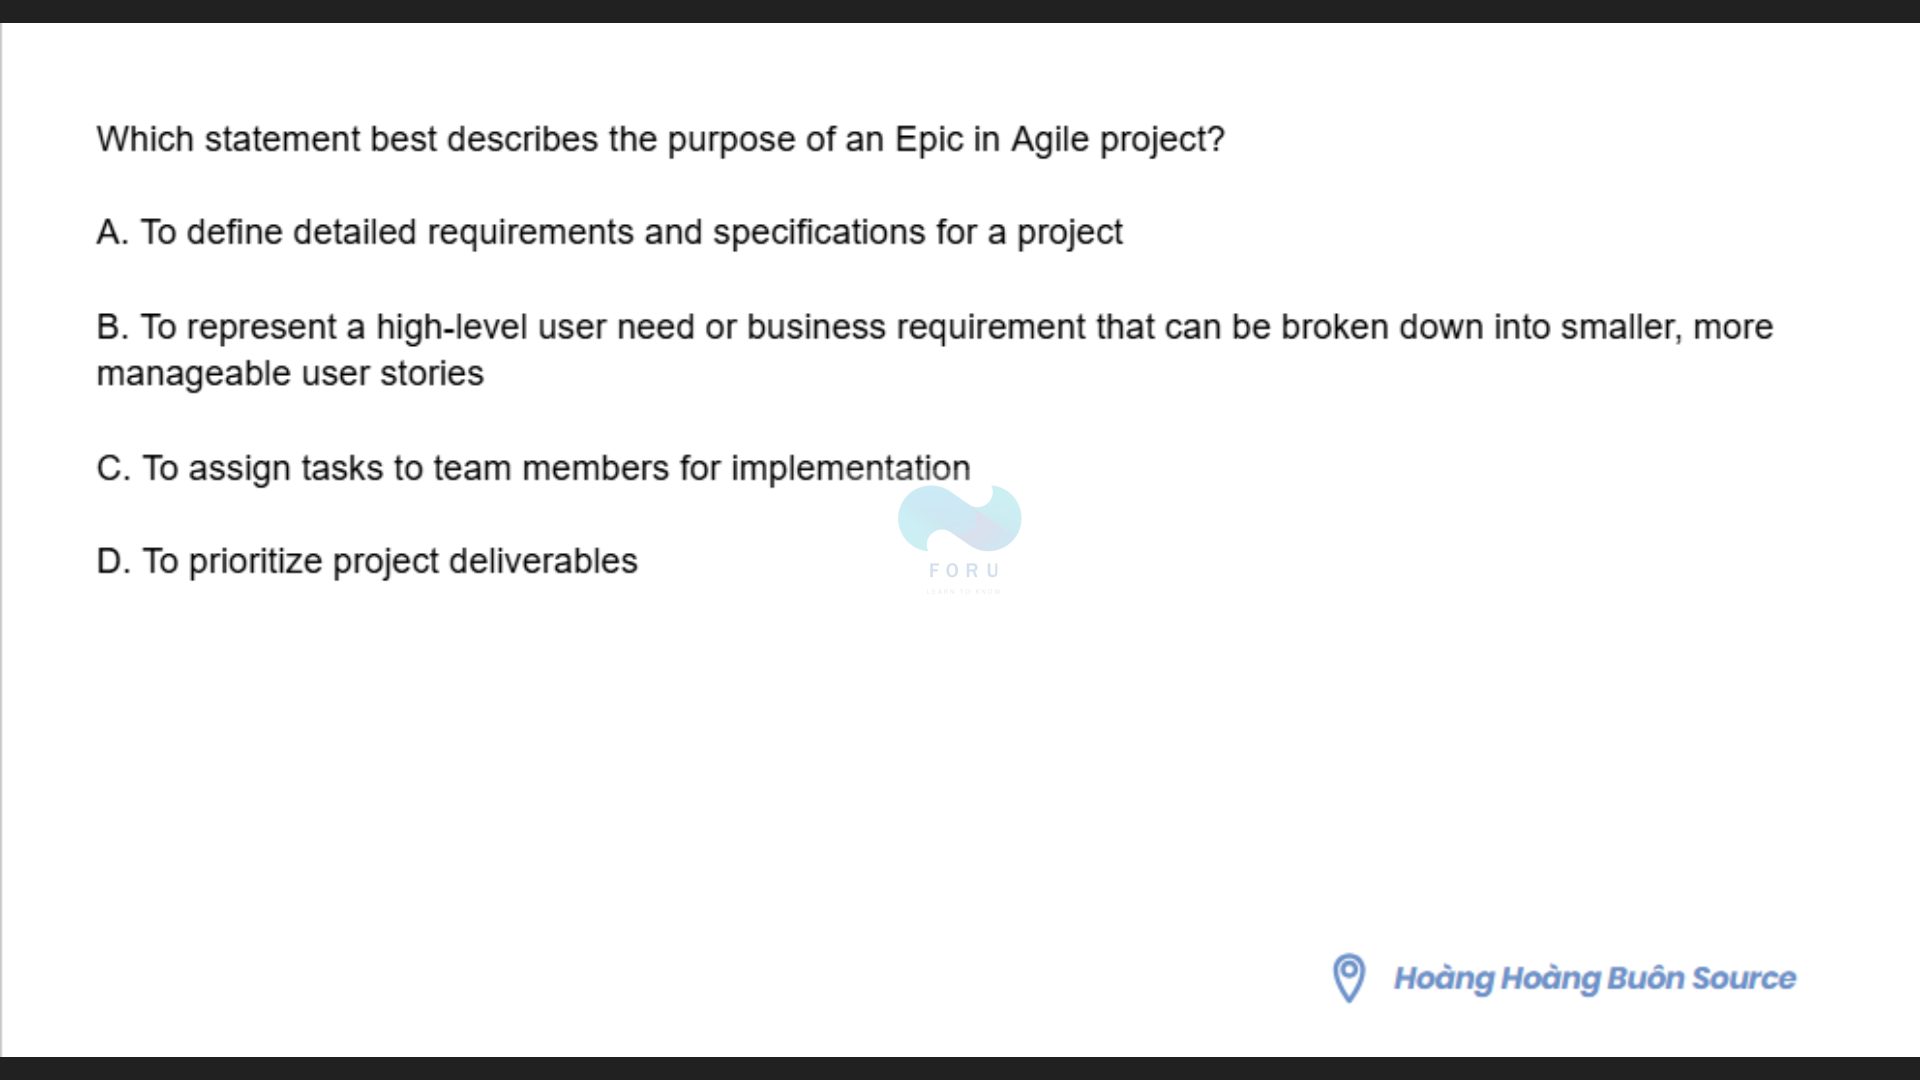 Which statement best describes the purpose of an Epic in Agile project?
A. To define detailed requirements and specifications for a project
B. To represent a high-level user need or business requirement that can be broken down into smaller, more
manageable user stories
C. To assign tasks to team members for implementation
D. To prioritize project deliverables
FORU
LEARN TO KNOW
Hoàng Hoàng Buôn Source